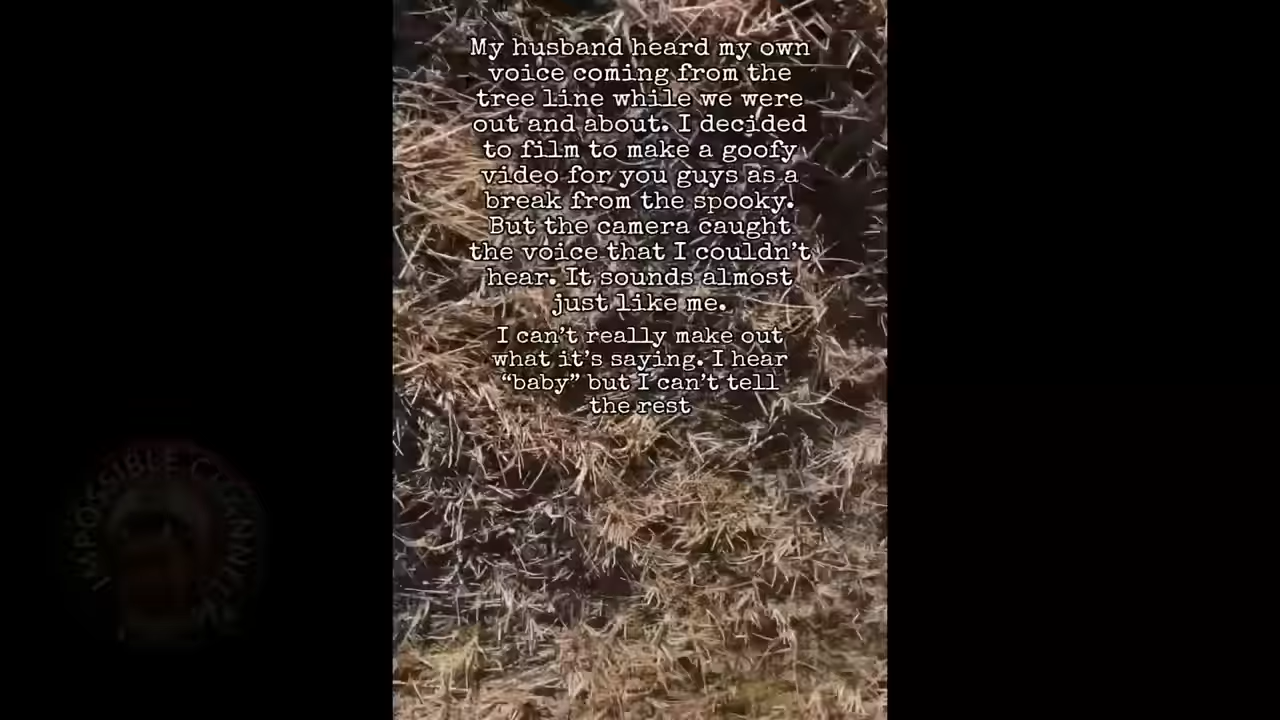 My husband heard my own
voice coming from the
tree line while we were
out and about. I decided
to film to make a goofy
video for you guys as a
break from the spooky.
But the camera caught
the voice that I couldn’t
hear. It sounds almost
just like me.
I can’t really make out
what it’s saying. I hear
“baby” but I can’t tell
the rest
IMPOSSIBLE CHANNEL